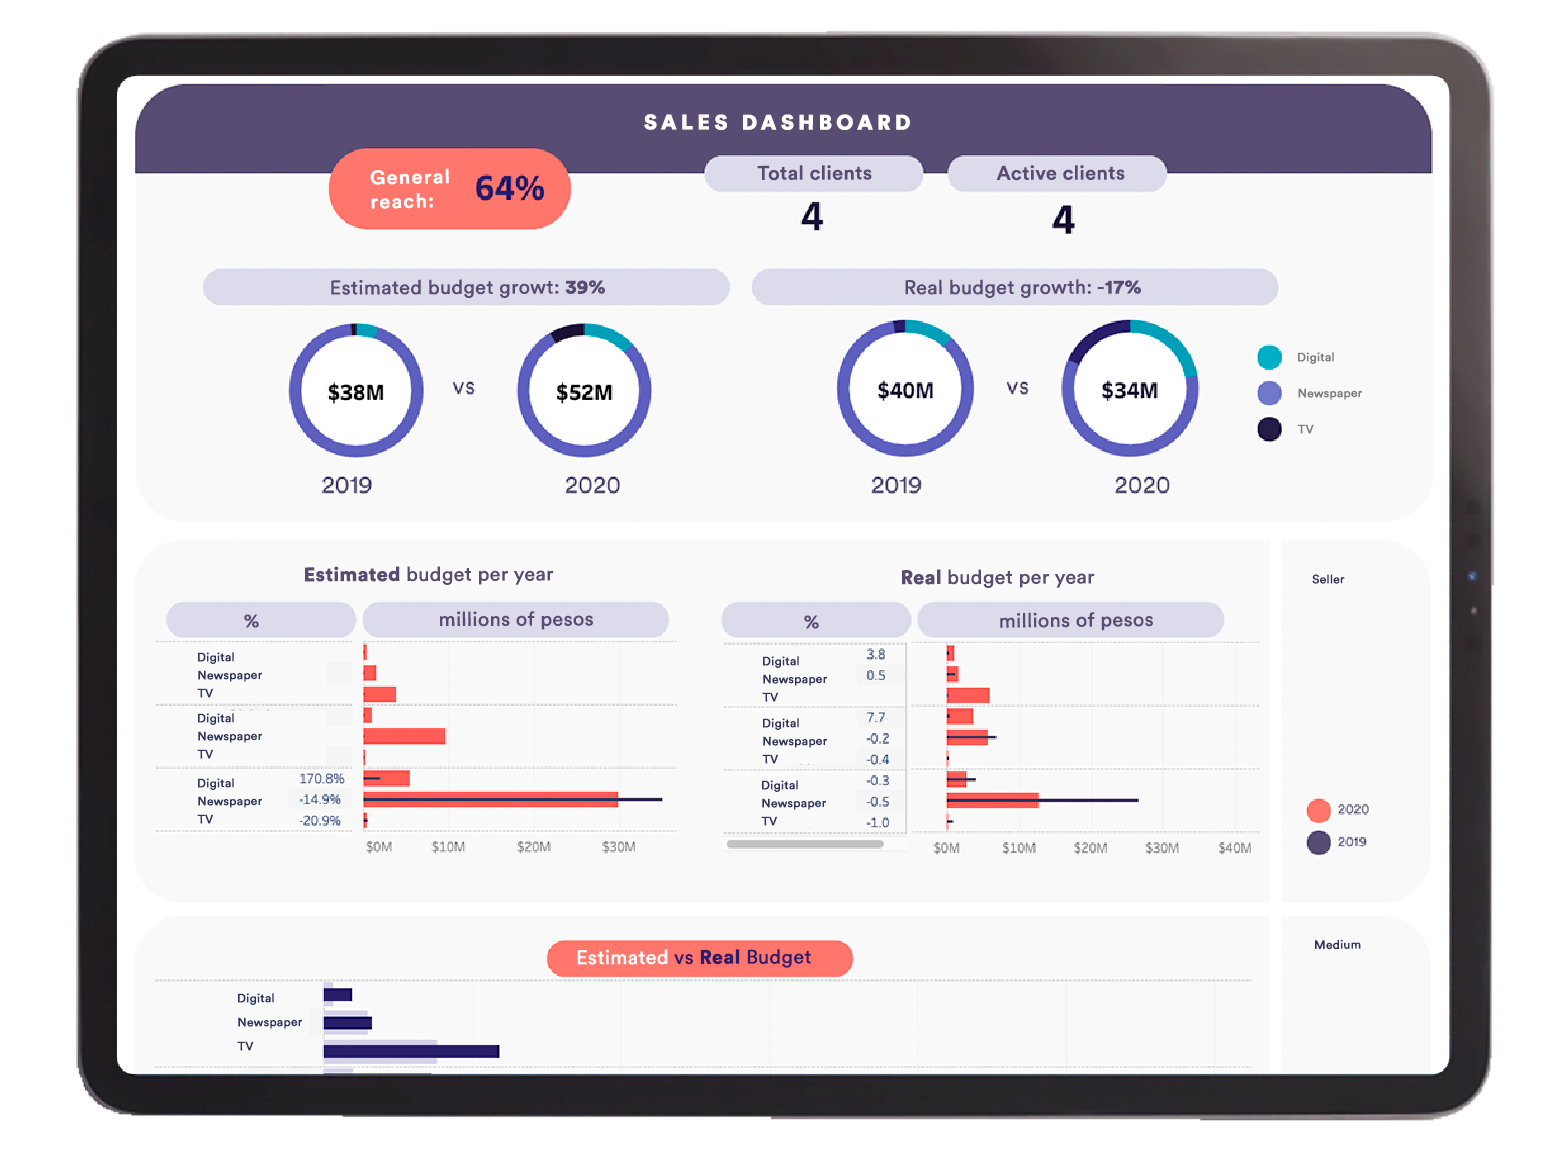 SALES DASHBOARD
General reach: 64%
Total clients
4
Active clients
4
Estimated budget growt: 39%
Real budget growth: -17%
$38M
VS
$52M
$40M
VS
$34M
2019
2020
2019
2020
Digital
Newspaper
TV
Estimated budget per year
%
millions of pesos
Digital
Newspaper
TV
Digital
Newspaper
TV
Digital 170.8%
Newspaper -14.9%
TV -20.9%
$0M $10M $20M $30M
Real budget per year
%
millions of pesos
Digital 3.8
Newspaper 0.5
TV
Digital 7.7
Newspaper -0.2
TV -0.4
Digital -0.3
Newspaper -0.5
TV -1.0
$0M $10M $20M $30M $40M
Seller
2020
2019
Estimated vs Real Budget
Digital
Newspaper
TV
Medium